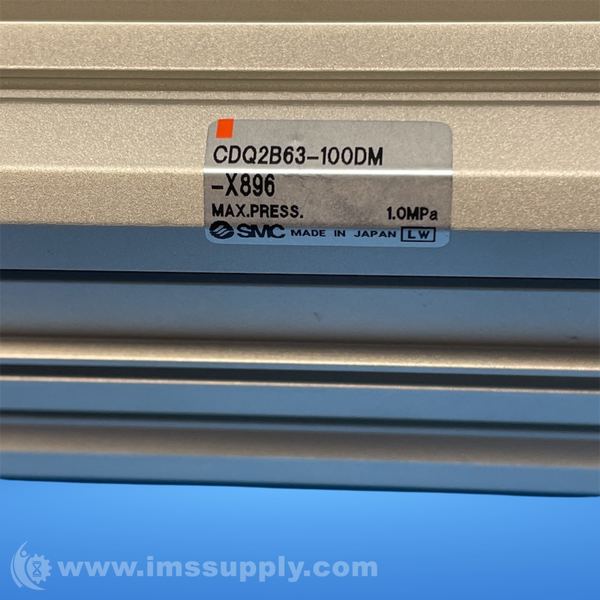 CDQ2B63-100DM
-X896
MAX.PRESS. 1.0MPa
SMC MADE IN JAPAN LW
www.imssupply.com